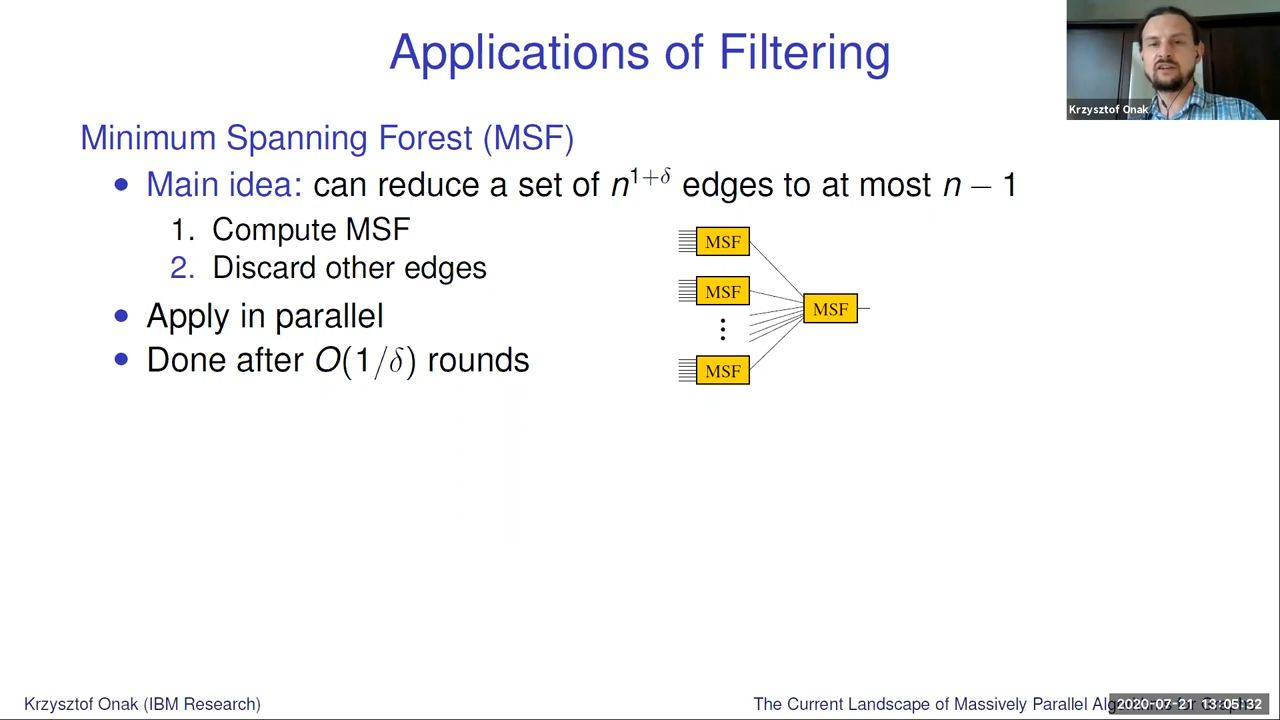 Applications of Filtering
Krzysztof Onak
Minimum Spanning Forest (MSF)
• Main idea: can reduce a set of n^{1+δ} edges to at most n − 1
1. Compute MSF
2. Discard other edges
• Apply in parallel
• Done after O(1/δ) rounds
MSF
MSF
MSF
⋮
MSF
Krzysztof Onak (IBM Research)
The Current Landscape of Massively Parallel
2020-07-21 13:05:32